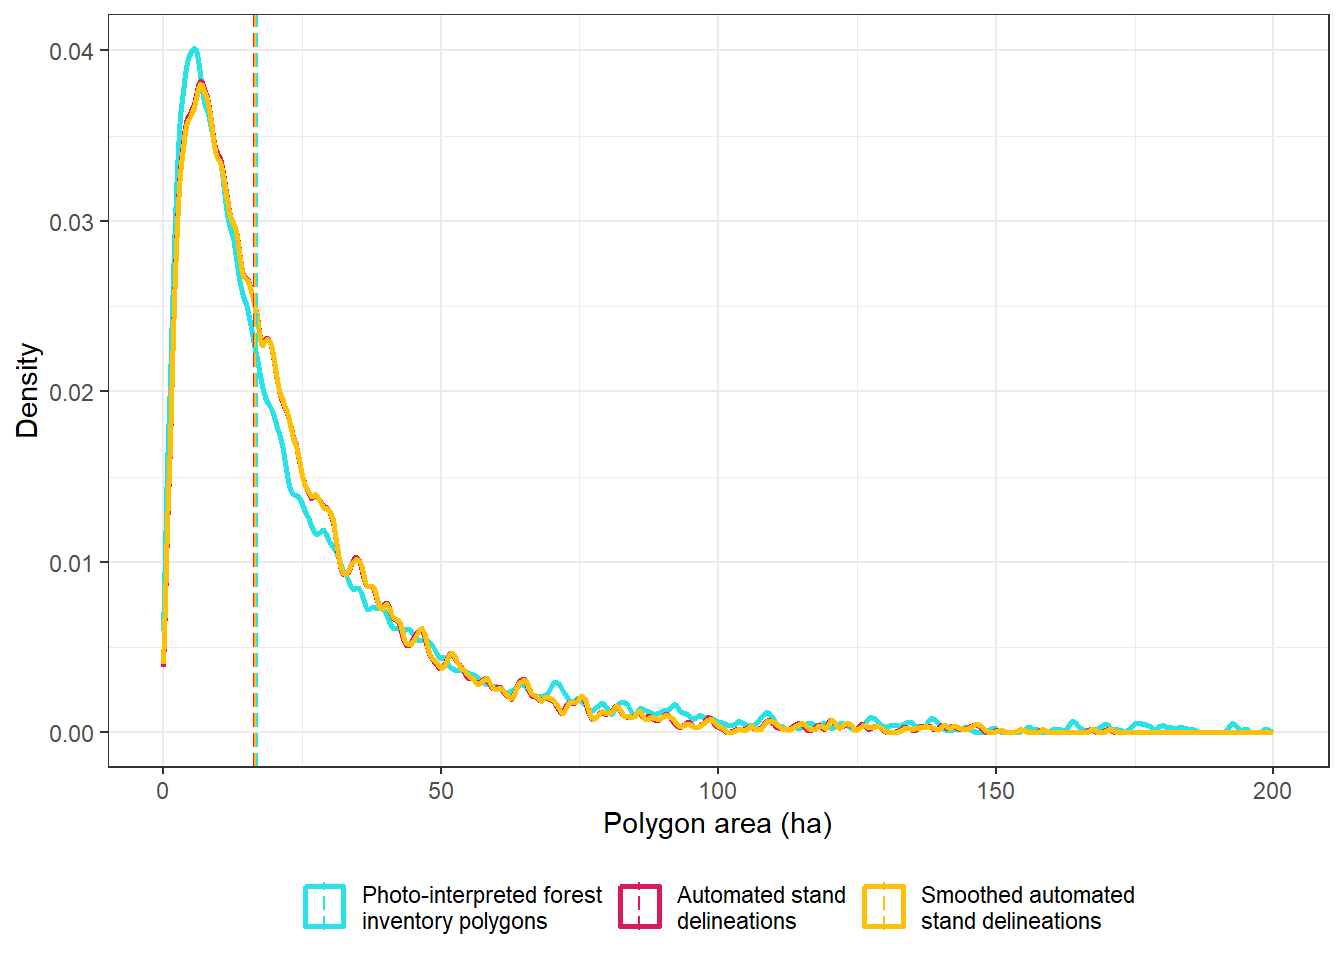 0.04
0.03
0.02
0.01
0.00
Density
0
50
100
150
200
Polygon area (ha)
Photo-interpreted forest
inventory polygons
Automated stand
delineations
Smoothed automated
stand delineations